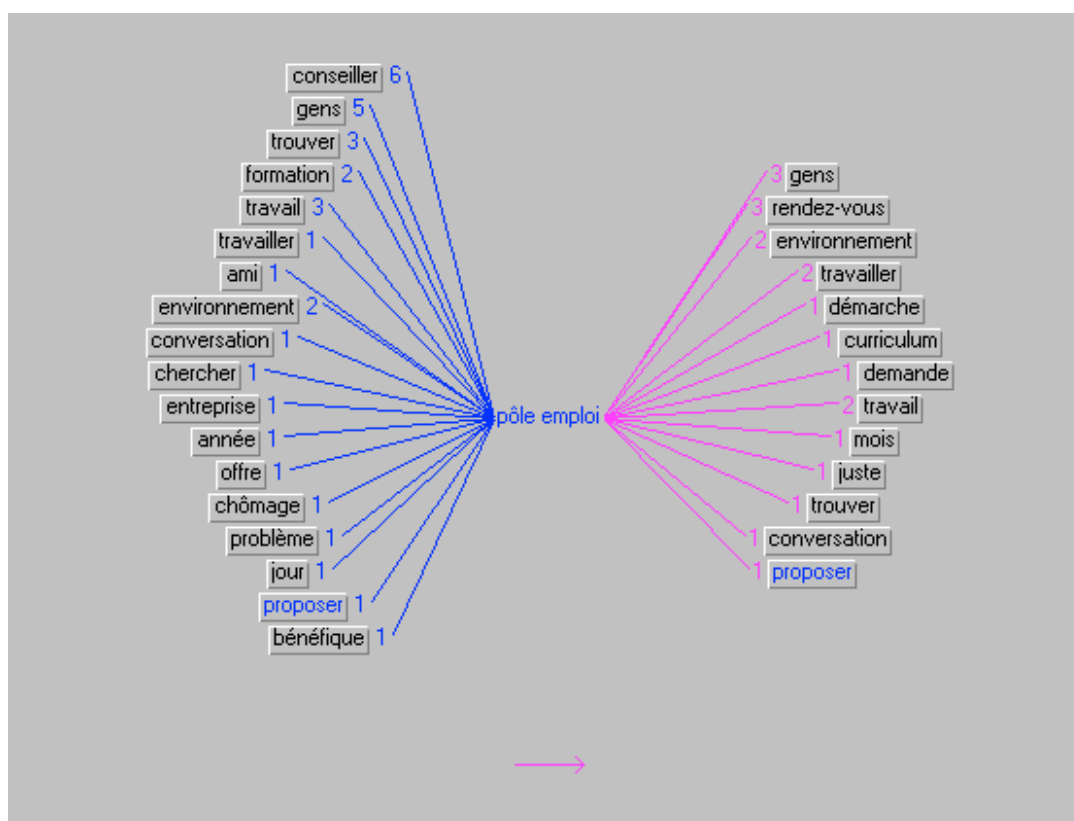 conseiller 6
gens 5
trouver 3
formation 2
travail 3
travailler 1
ami 1
environnement 2
conversation 1
chercher 1
entreprise 1
année 1
offre 1
chômage 1
problème 1
jour 1
proposer 1
bénéfique 1
pôle emploi
3 gens
3 rendez-vous
2 environnement
2 travailler
1 démarche
1 curriculum
1 demande
2 travail
1 mois
1 juste
1 trouver
1 conversation
1 proposer